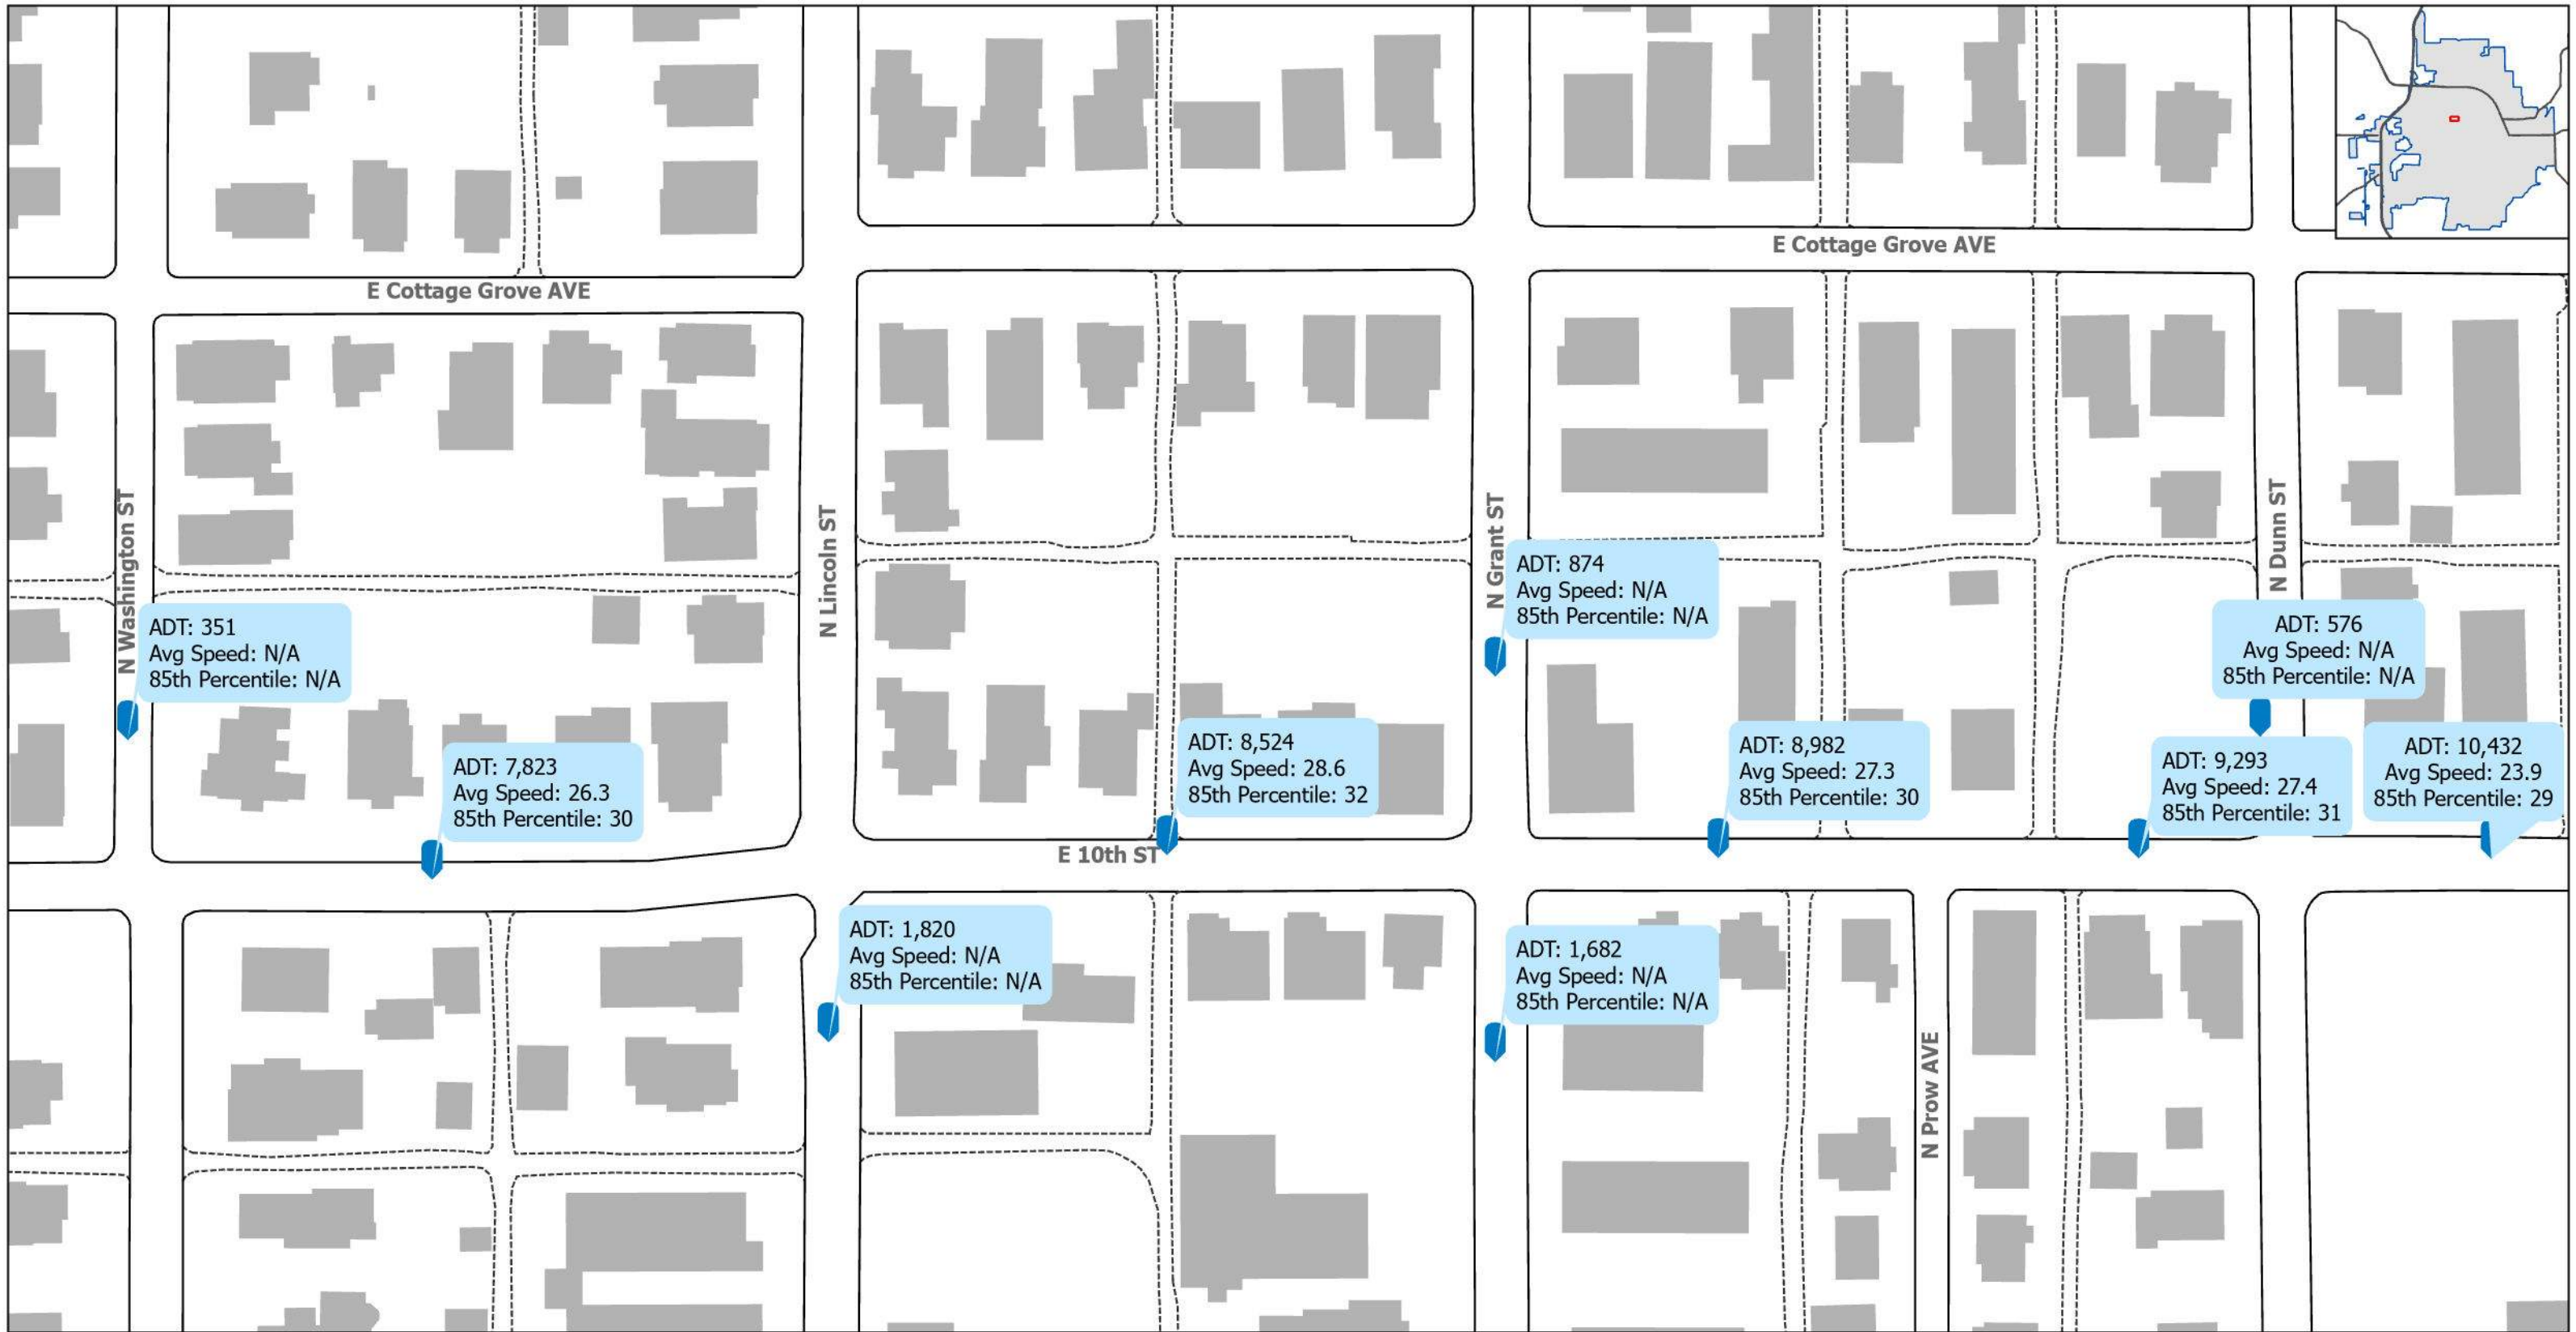 E Cottage Grove AVE
E Cottage Grove AVE
N Washington ST
N Lincoln ST
N Grant ST
N Dunn ST
ADT: 874
Avg Speed: N/A
85th Percentile: N/A
ADT: 351
Avg Speed: N/A
85th Percentile: N/A
ADT: 576
Avg Speed: N/A
85th Percentile: N/A
ADT: 7,823
Avg Speed: 26.3
85th Percentile: 30
ADT: 8,524
Avg Speed: 28.6
85th Percentile: 32
ADT: 8,982
Avg Speed: 27.3
85th Percentile: 30
ADT: 9,293
Avg Speed: 27.4
85th Percentile: 31
ADT: 10,432
Avg Speed: 23.9
85th Percentile: 29
E 10th ST
ADT: 1,820
Avg Speed: N/A
85th Percentile: N/A
ADT: 1,682
Avg Speed: N/A
85th Percentile: N/A
N Prow AVE